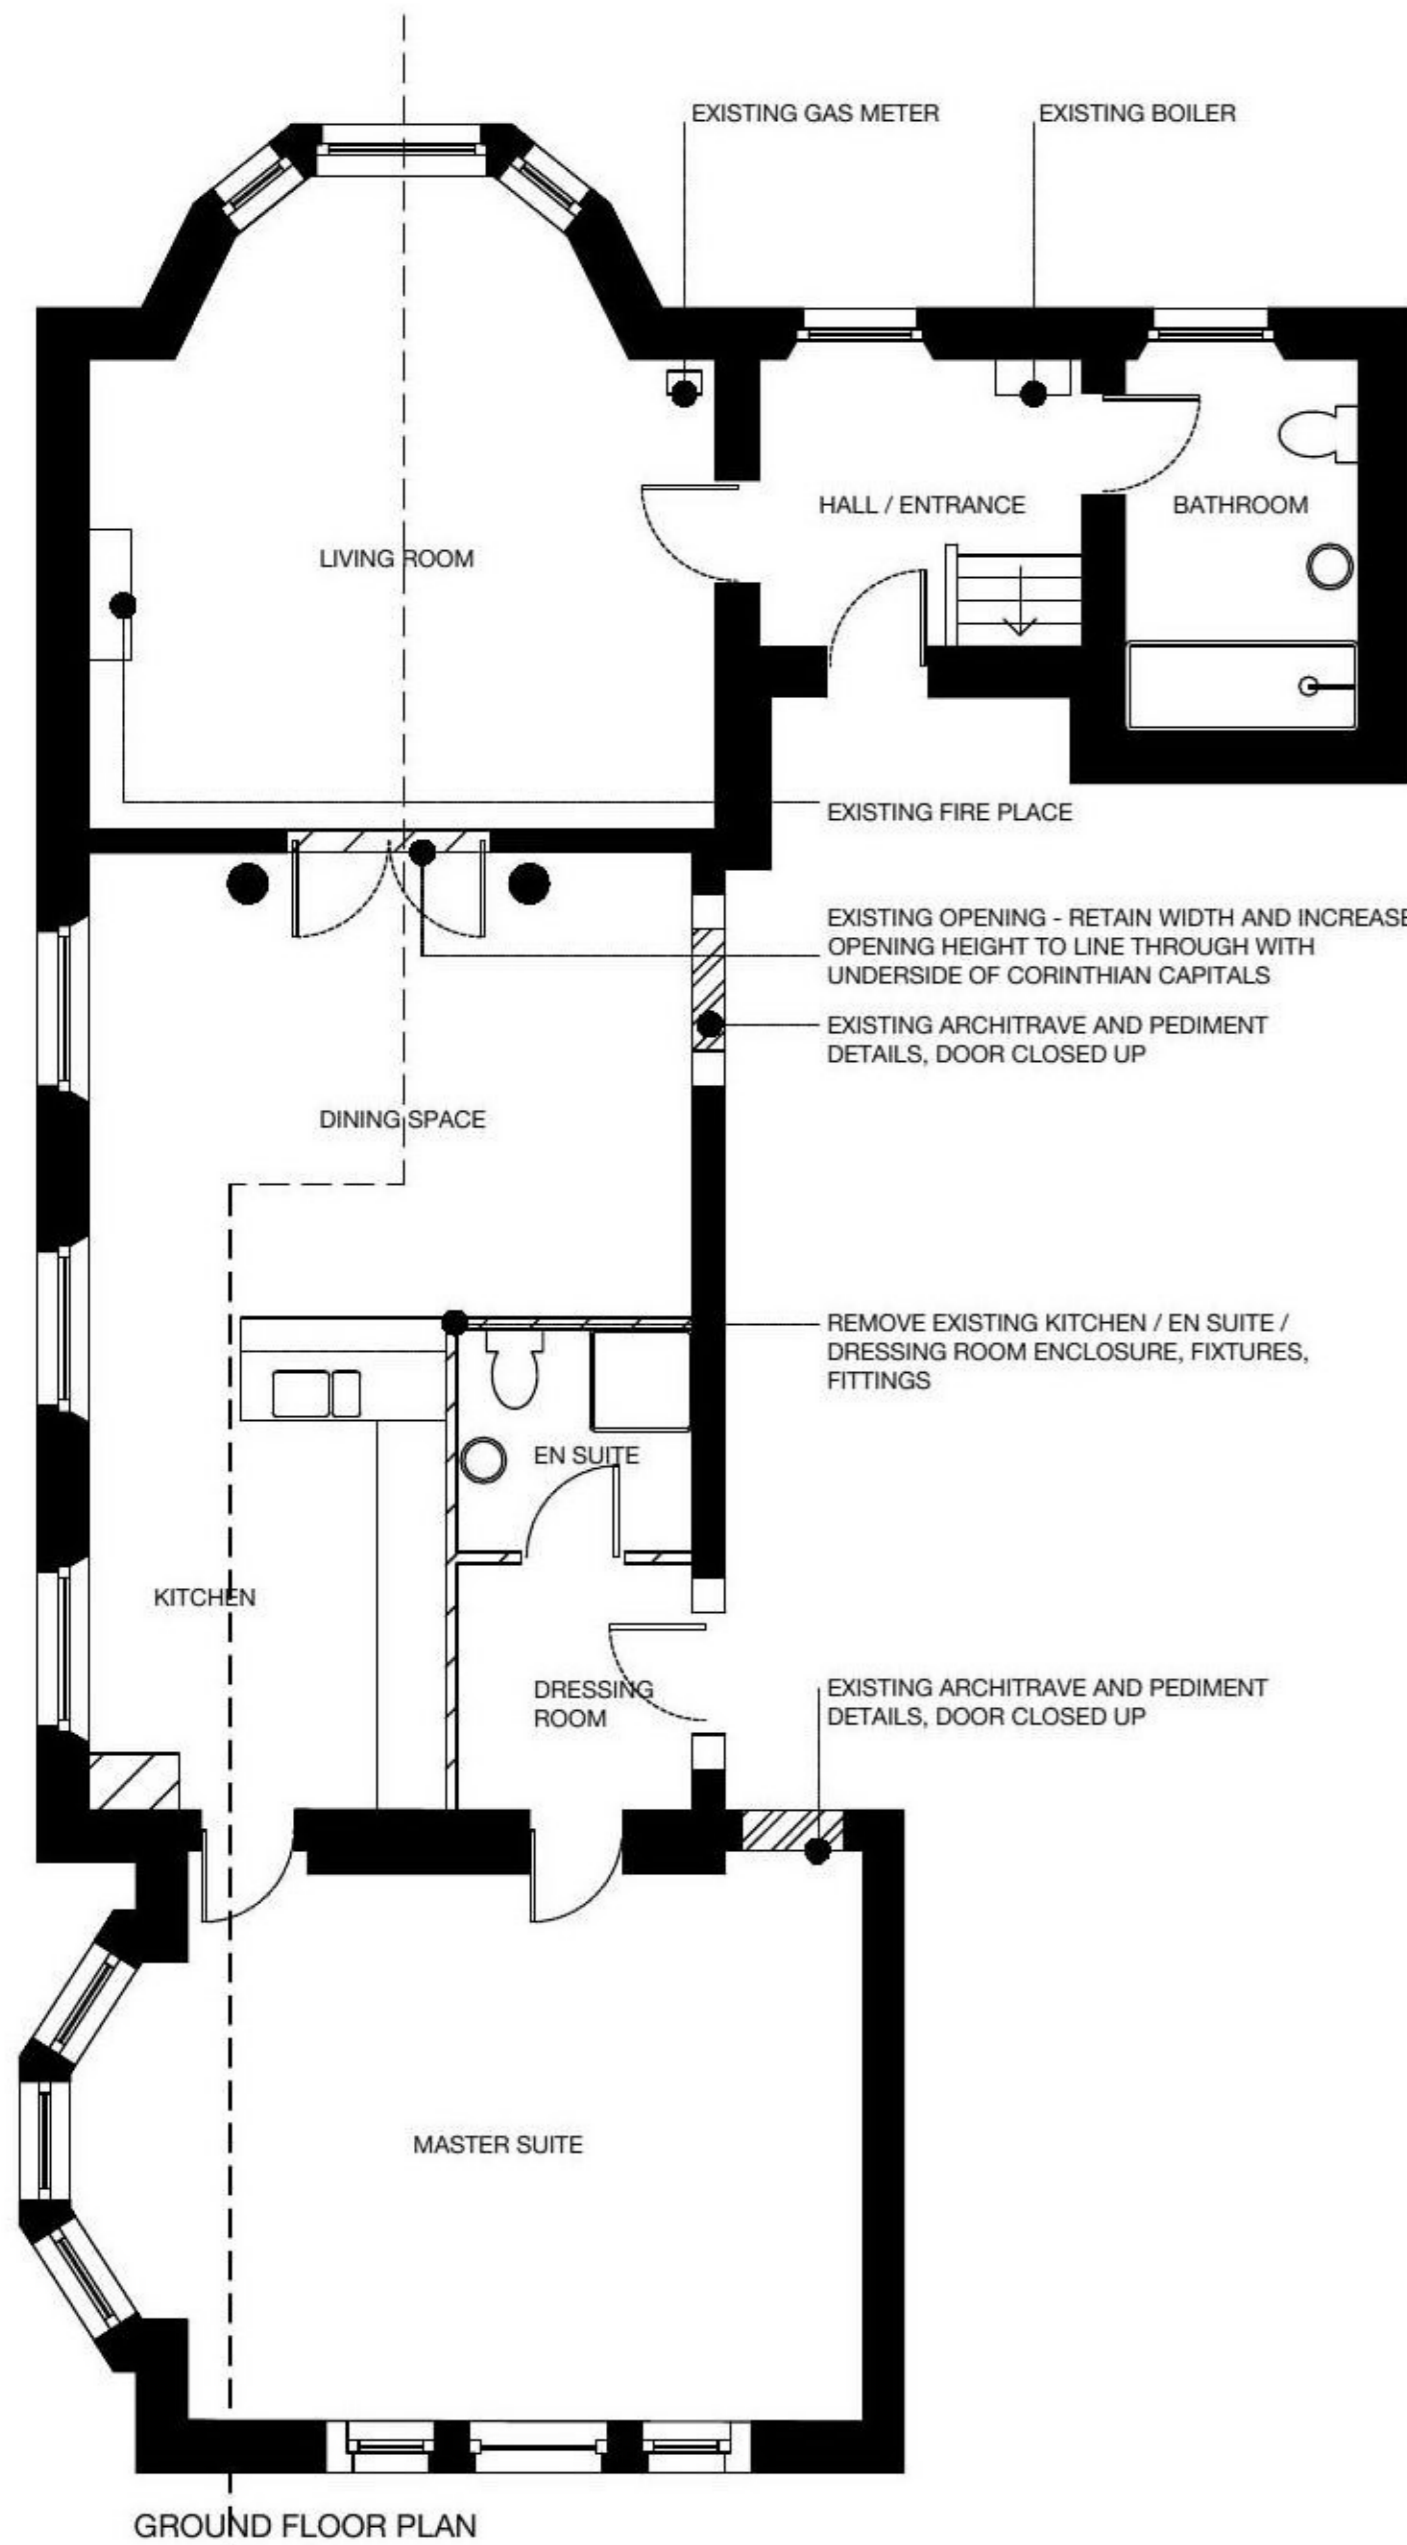 EXISTING GAS METER
EXISTING BOILER
HALL / ENTRANCE
BATHROOM
LIVING ROOM
EXISTING FIRE PLACE
EXISTING OPENING - RETAIN WIDTH AND INCREASE
OPENING HEIGHT TO LINE THROUGH WITH
UNDERSIDE OF CORINTHIAN CAPITALS
EXISTING ARCHITRAVE AND PEDIMENT
DETAILS, DOOR CLOSED UP
DINING SPACE
REMOVE EXISTING KITCHEN / EN SUITE /
DRESSING ROOM ENCLOSURE, FIXTURES,
FITTINGS
EN SUITE
KITCHEN
DRESSING
ROOM
EXISTING ARCHITRAVE AND PEDIMENT
DETAILS, DOOR CLOSED UP
MASTER SUITE
GROUND FLOOR PLAN